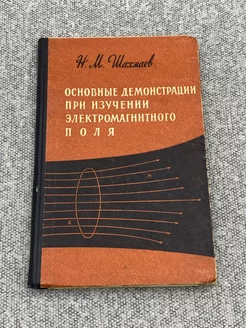 Н. М. Шахмаев
ОСНОВНЫЕ ДЕМОНСТРАЦИИ
ПРИ ИЗУЧЕНИИ
ЭЛЕКТРОМАГНИТНОГО
ПОЛЯ